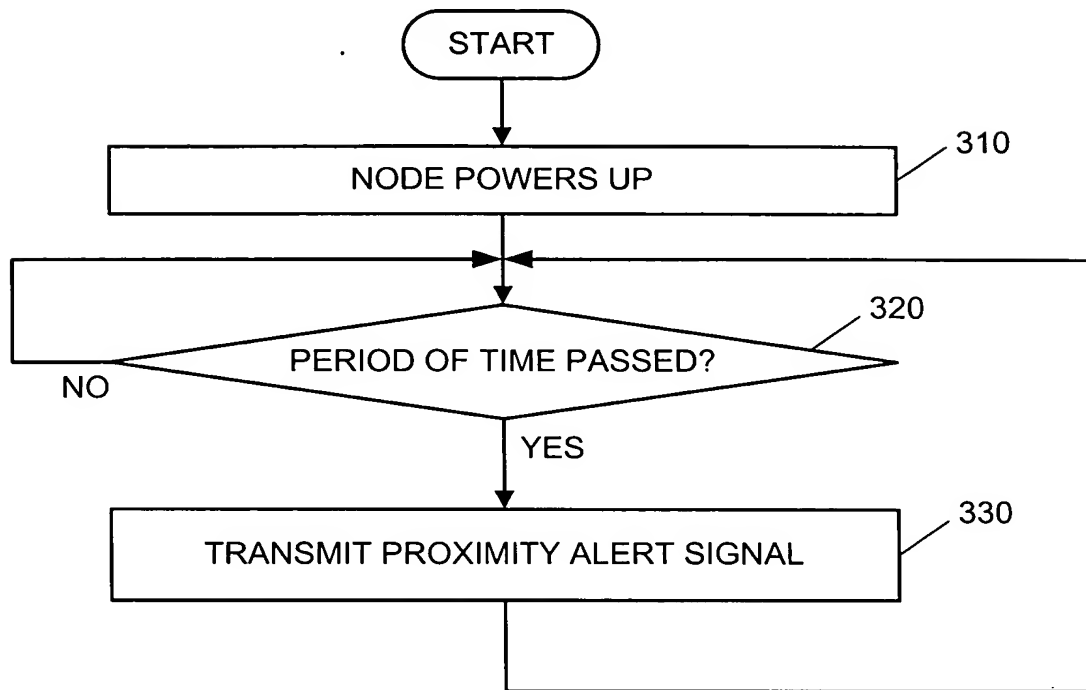 START
310
NODE POWERS UP
320
PERIOD OF TIME PASSED?
NO
YES
330
TRANSMIT PROXIMITY ALERT SIGNAL